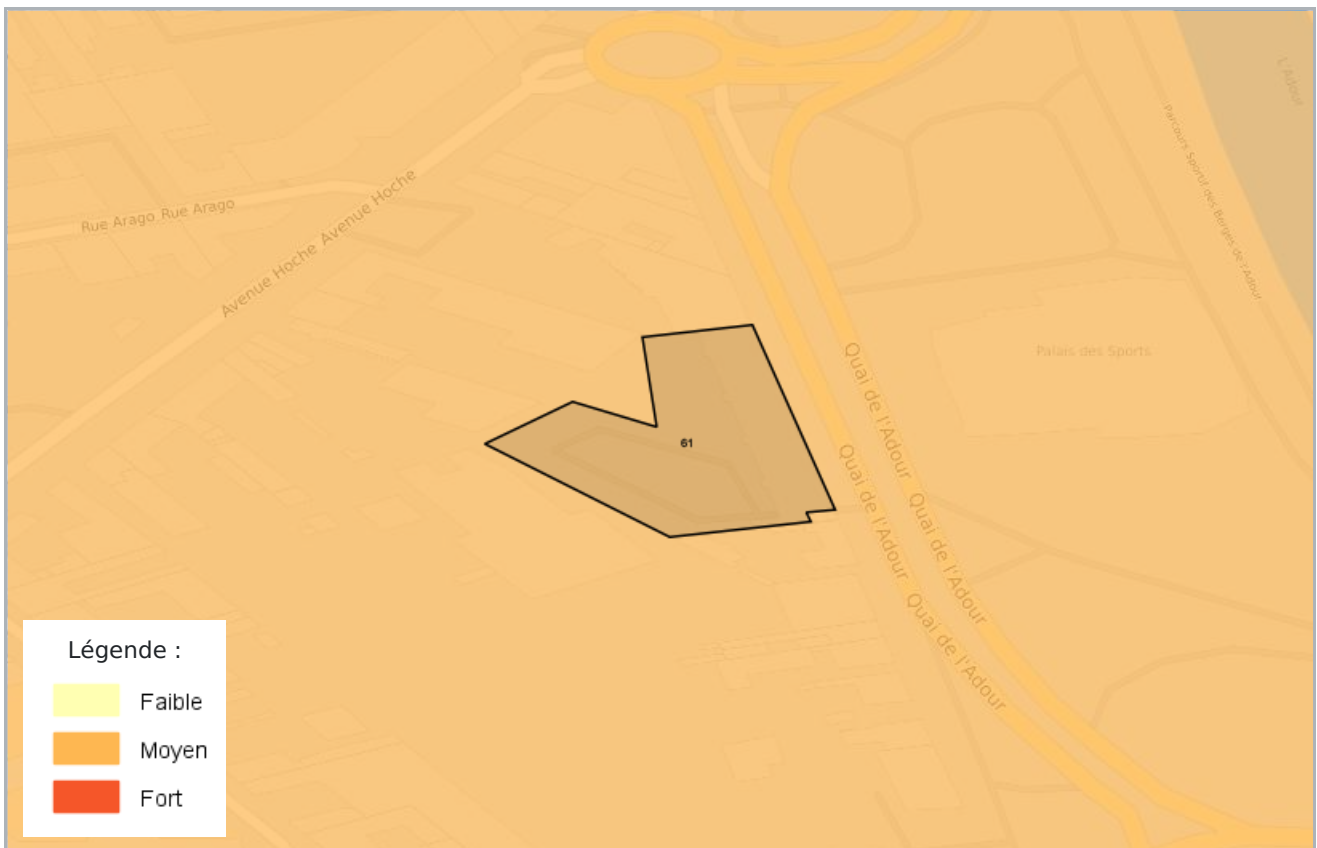 L'Adour
Parcours Sportif des Berges de l'Adour
Rue Arago Rue Arago
Avenue Hoche Avenue Hoche
Palais des Sports
Quai de l'Adour Quai de l'Adour
61
Quai de l'Adour Quai de l'Adour
Légende :
Faible
Moyen
Fort